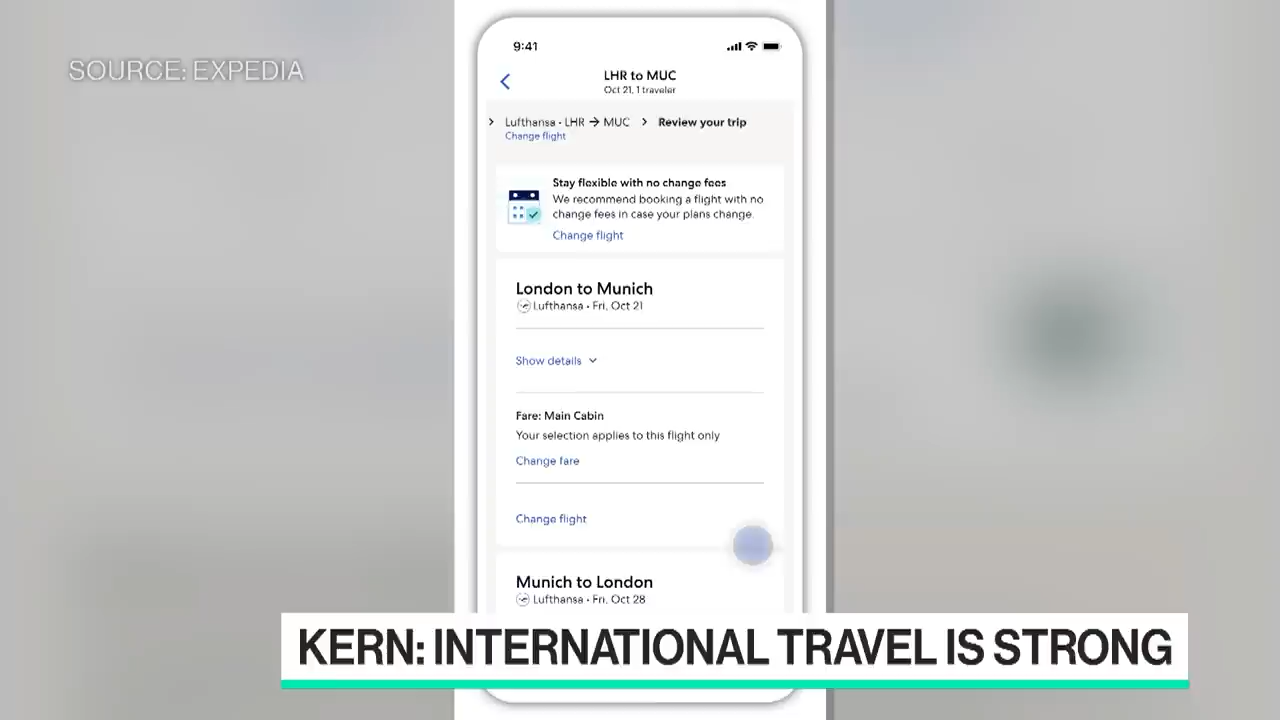 SOURCE: EXPEDIA
9:41
LHR to MUC
Oct 21, 1 traveler
Lufthansa • LHR → MUC > Review your trip
Change flight
Stay flexible with no change fees
We recommend booking a flight with no
change fees in case your plans change.
Change flight
London to Munich
Lufthansa • Fri, Oct 21
Show details
Fare: Main Cabin
Your selection applies to this flight only
Change fare
Change flight
Munich to London
Lufthansa • Fri, Oct 28
KERN: INTERNATIONAL TRAVEL IS STRONG